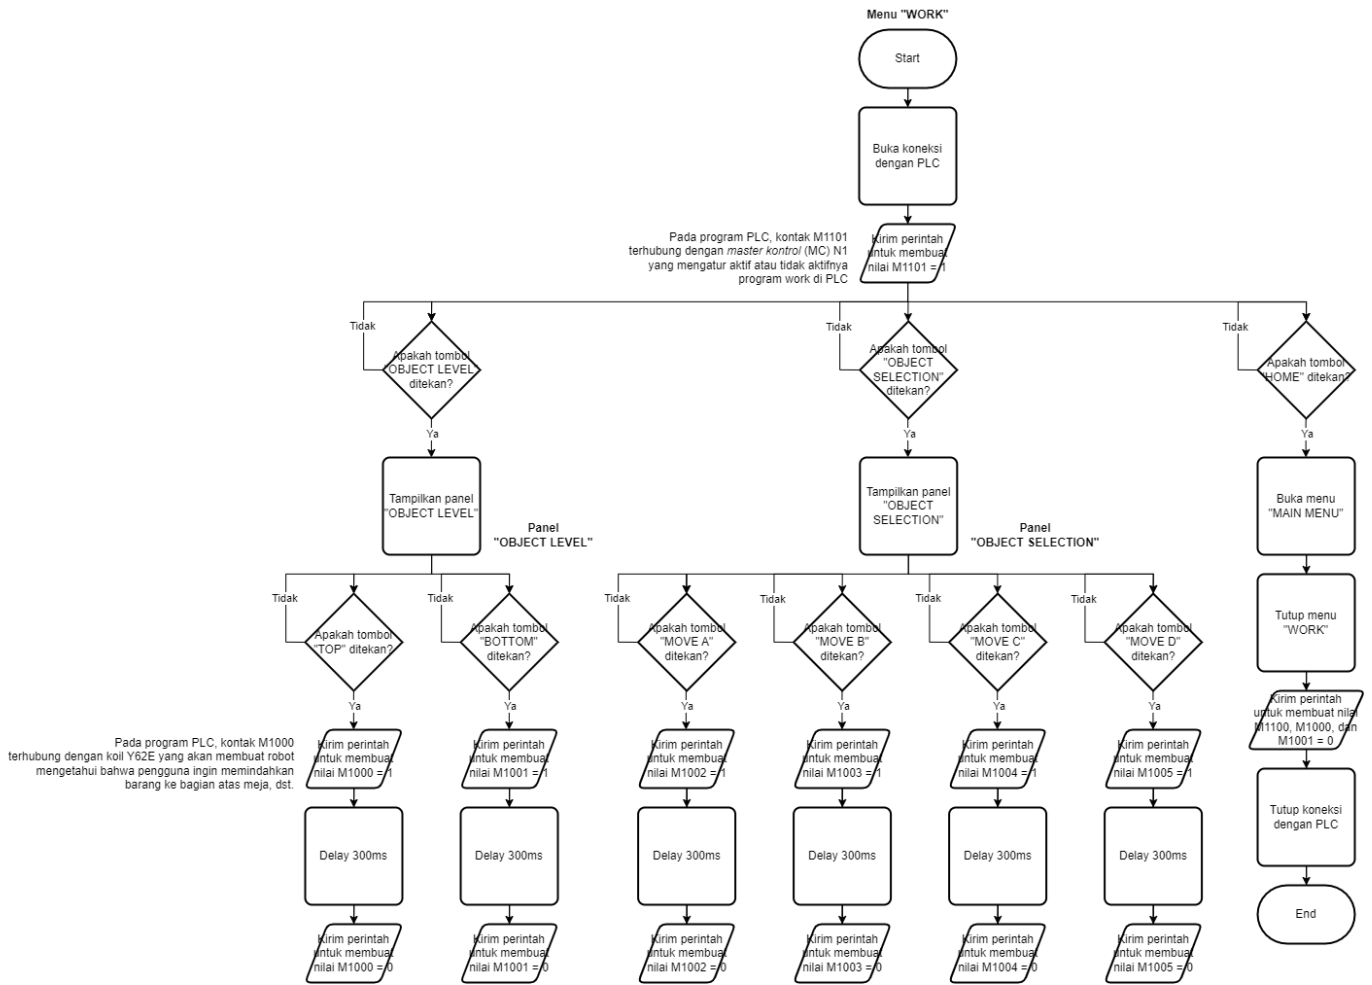 Menu "WORK"
Start
Buka koneksi
dengan PLC
Pada program PLC, kontak M1101
terhubung dengan master kontrol (MC) N1
yang mengatur aktif atau tidak aktifnya
program work di PLC
Kirim perintah
untuk membuat
nilai M1101 = 1
Tidak
Apakah tombol
"OBJECT LEVEL"
ditekan?
Ya
Tidak
Apakah tombol
"OBJECT
SELECTION"
ditekan?
Ya
Tidak
Apakah tombol
"HOME" ditekan?
Ya
Tampilkan panel
"OBJECT LEVEL"
Panel
"OBJECT LEVEL"
Tampilkan panel
"OBJECT
SELECTION"
Panel
"OBJECT SELECTION"
Buka menu
"MAIN MENU"
Tidak
Apakah tombol
"TOP" ditekan?
Ya
Tidak
Apakah tombol
"BOTTOM"
ditekan?
Ya
Tidak
Apakah tombol
"MOVE A"
ditekan?
Ya
Tidak
Apakah tombol
"MOVE B"
ditekan?
Ya
Tidak
Apakah tombol
"MOVE C"
ditekan?
Ya
Tidak
Apakah tombol
"MOVE D"
ditekan?
Ya
Tutup menu
"WORK"
Pada program PLC, kontak M1000
terhubung dengan koil Y62E yang akan membuat robot
mengetahui bahwa pengguna ingin memindahkan
barang ke bagian atas meja, dst.
Kirim perintah
untuk membuat
nilai M1000 = 1
Kirim perintah
untuk membuat
nilai M1001 = 1
Kirim perintah
untuk membuat
nilai M1002 = 1
Kirim perintah
untuk membuat
nilai M1003 = 1
Kirim perintah
untuk membuat
nilai M1004 = 1
Kirim perintah
untuk membuat
nilai M1005 = 1
Kirim perintah
untuk membuat nilai
M1100, M1000, dan
M1001 = 0
Delay 300ms
Delay 300ms
Delay 300ms
Delay 300ms
Delay 300ms
Delay 300ms
Tutup koneksi
dengan PLC
Kirim perintah
untuk membuat
nilai M1000 = 0
Kirim perintah
untuk membuat
nilai M1001 = 0
Kirim perintah
untuk membuat
nilai M1002 = 0
Kirim perintah
untuk membuat
nilai M1003 = 0
Kirim perintah
untuk membuat
nilai M1004 = 0
Kirim perintah
untuk membuat
nilai M1005 = 0
End